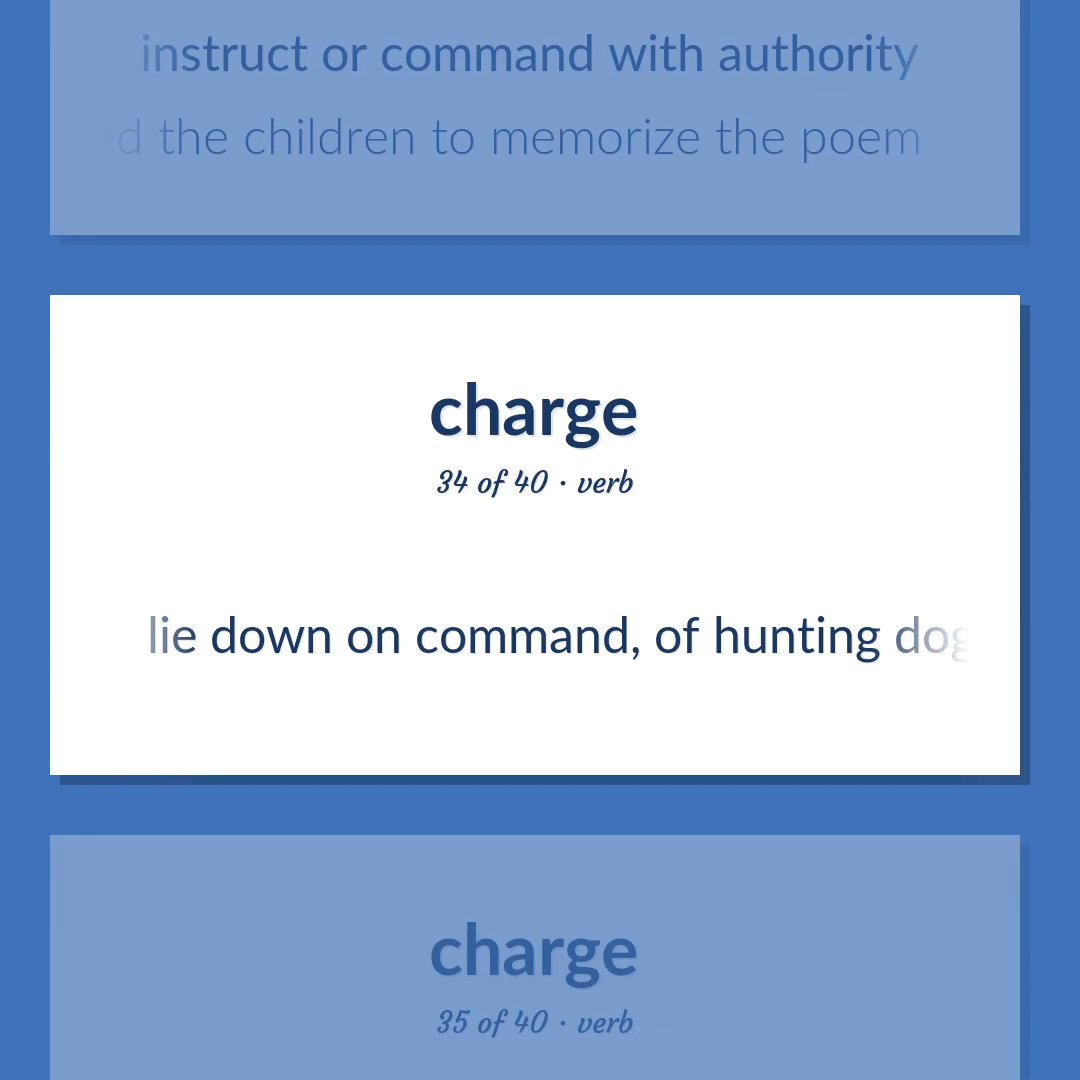 instruct or command with authority
the children to memorize the poem
charge
34 of 40 · verb
lie down on command, of hunting dog
charge
35 of 40 · verb